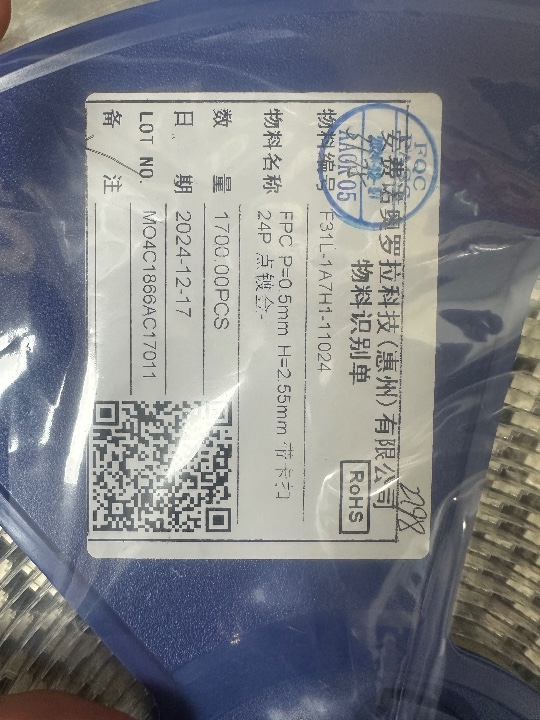 安费诺奥罗拉科技(惠州)有限公司
物料识别单
RoHS
物料编号 F31L-1A7H1-11024
物料名称 FPC P=0.5mm H=2.55mm 带卡扣
24P 点镀金-
数 量 1700.00PCS
日 期 2024-12-17
LOT NO. MO4C1866AC17011
备 注
FQC